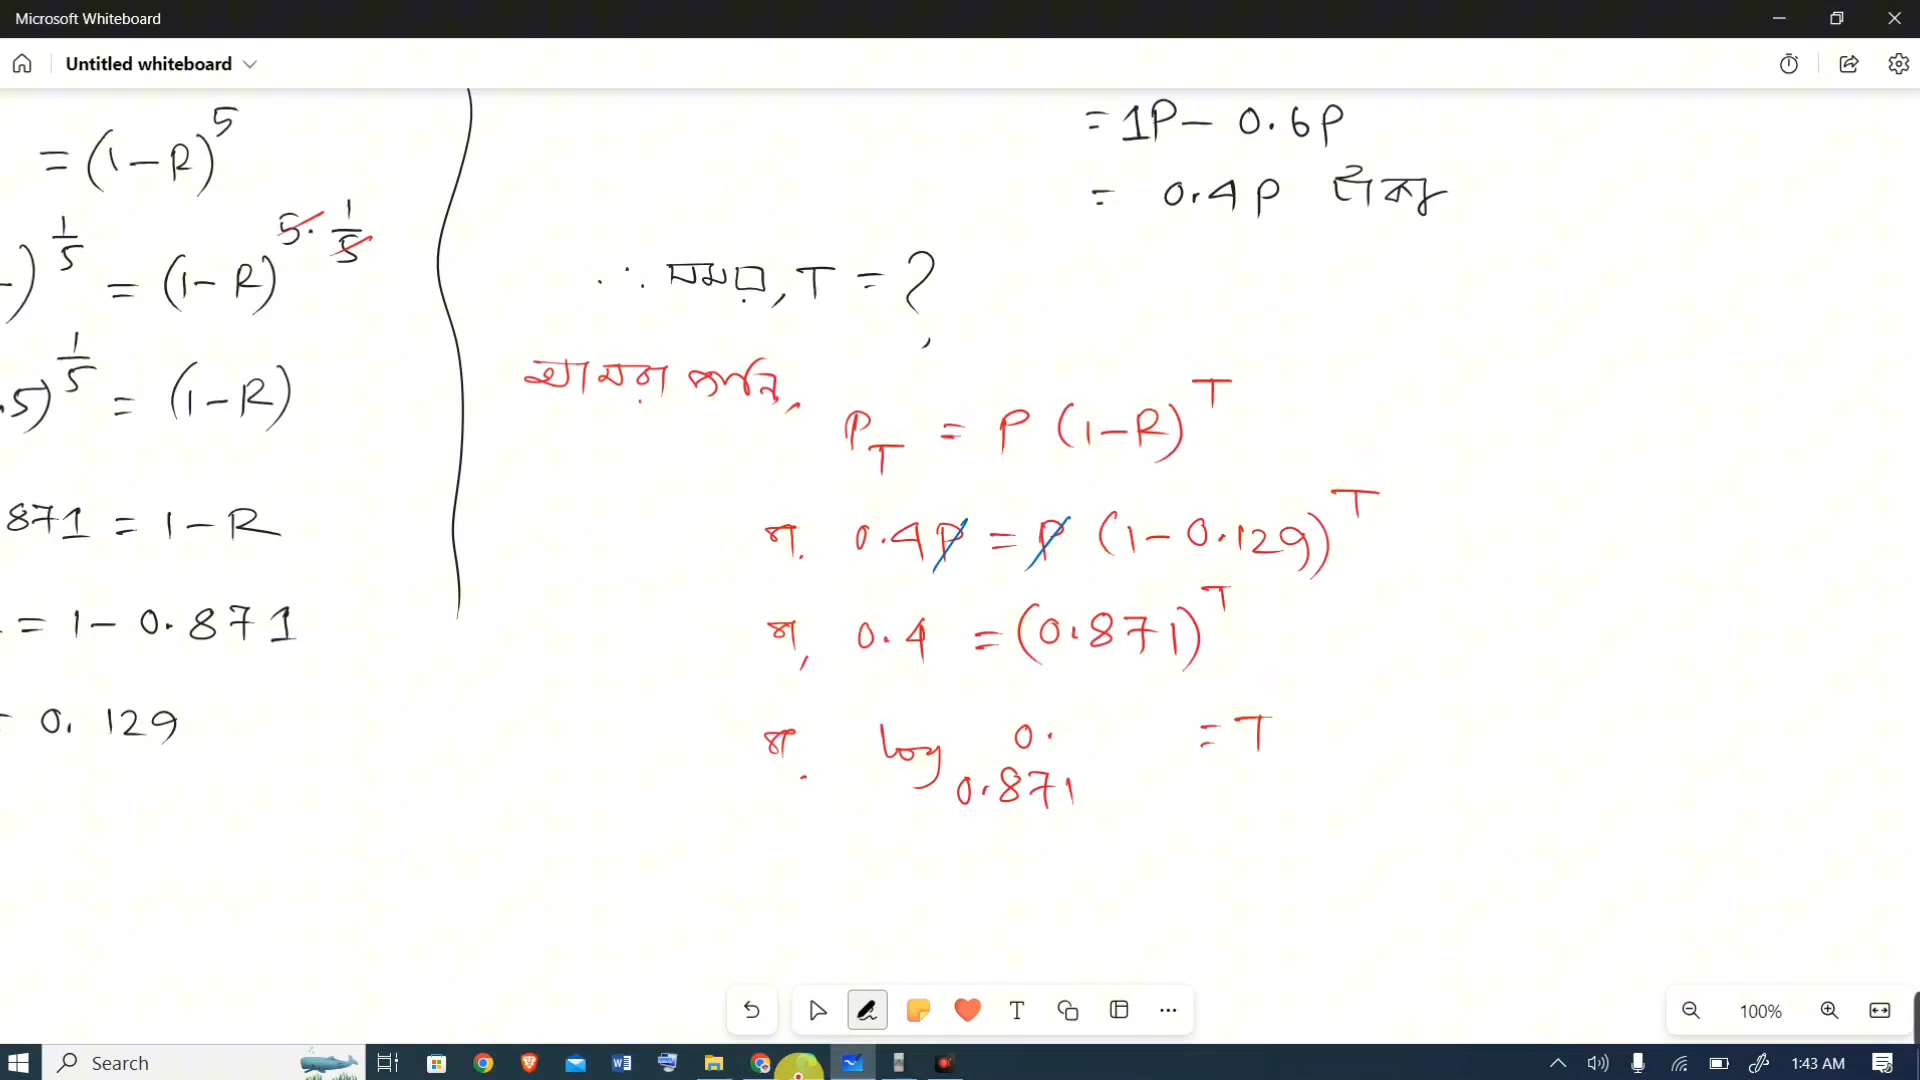 Microsoft Whiteboard
Untitled whiteboard
= (1-R)^5
)^{1/5} = (1-R)^{5·1/5}
.5)^{1/5} = (1-R)
871 = 1-R
= 1-0.871
0.129
= 1P- 0.6P
= 0.4P টাকা
∴ সময়, T = ?
আমরা জানি,
P_T = P (1-R)^T
বা. 0.4P = P (1-0.129)^T
বা, 0.4 = (0.871)^T
বা. log_{0.871} 0. = T
100%
Search
1:43 AM